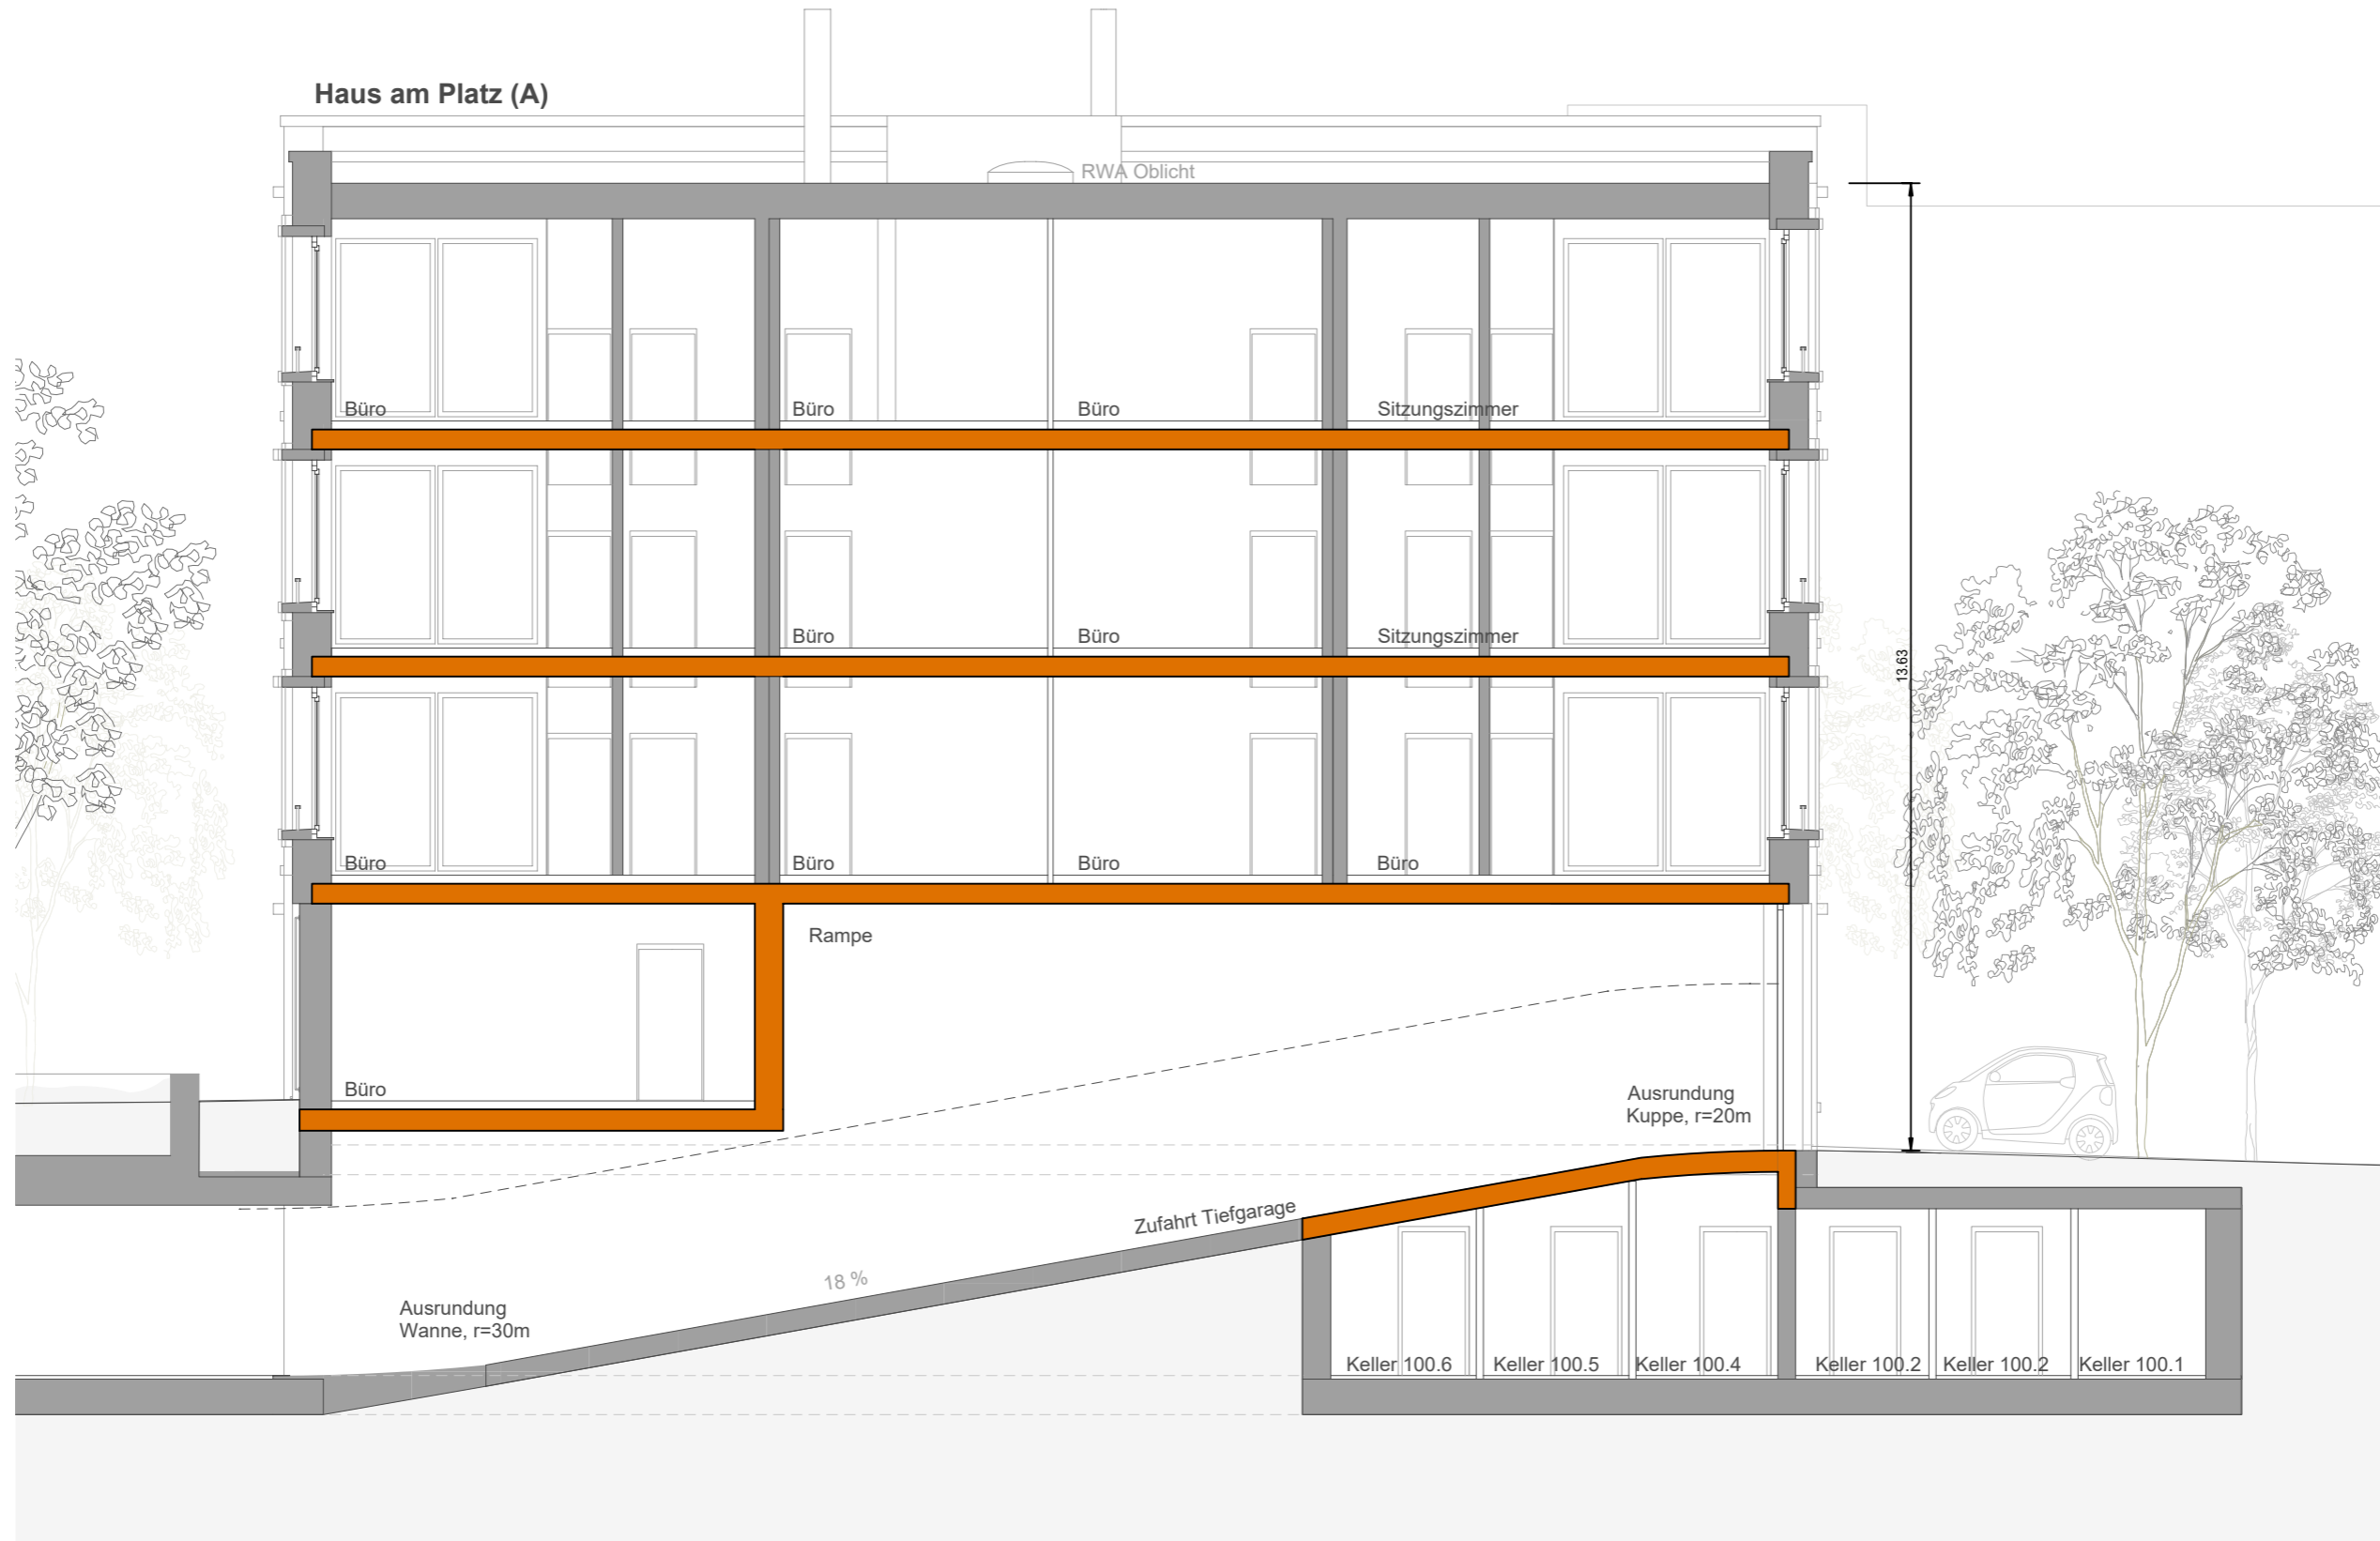 Haus am Platz (A)
RWA Oblicht
Büro
Büro
Büro
Sitzungszimmer
Büro
Büro
Sitzungszimmer
13.63
Büro
Büro
Büro
Büro
Rampe
Büro
Ausrundung
Kuppe, r=20m
Zufahrt Tiefgarage
18 %
Ausrundung
Wanne, r=30m
Keller 100.6
Keller 100.5
Keller 100.4
Keller 100.2
Keller 100.2
Keller 100.1